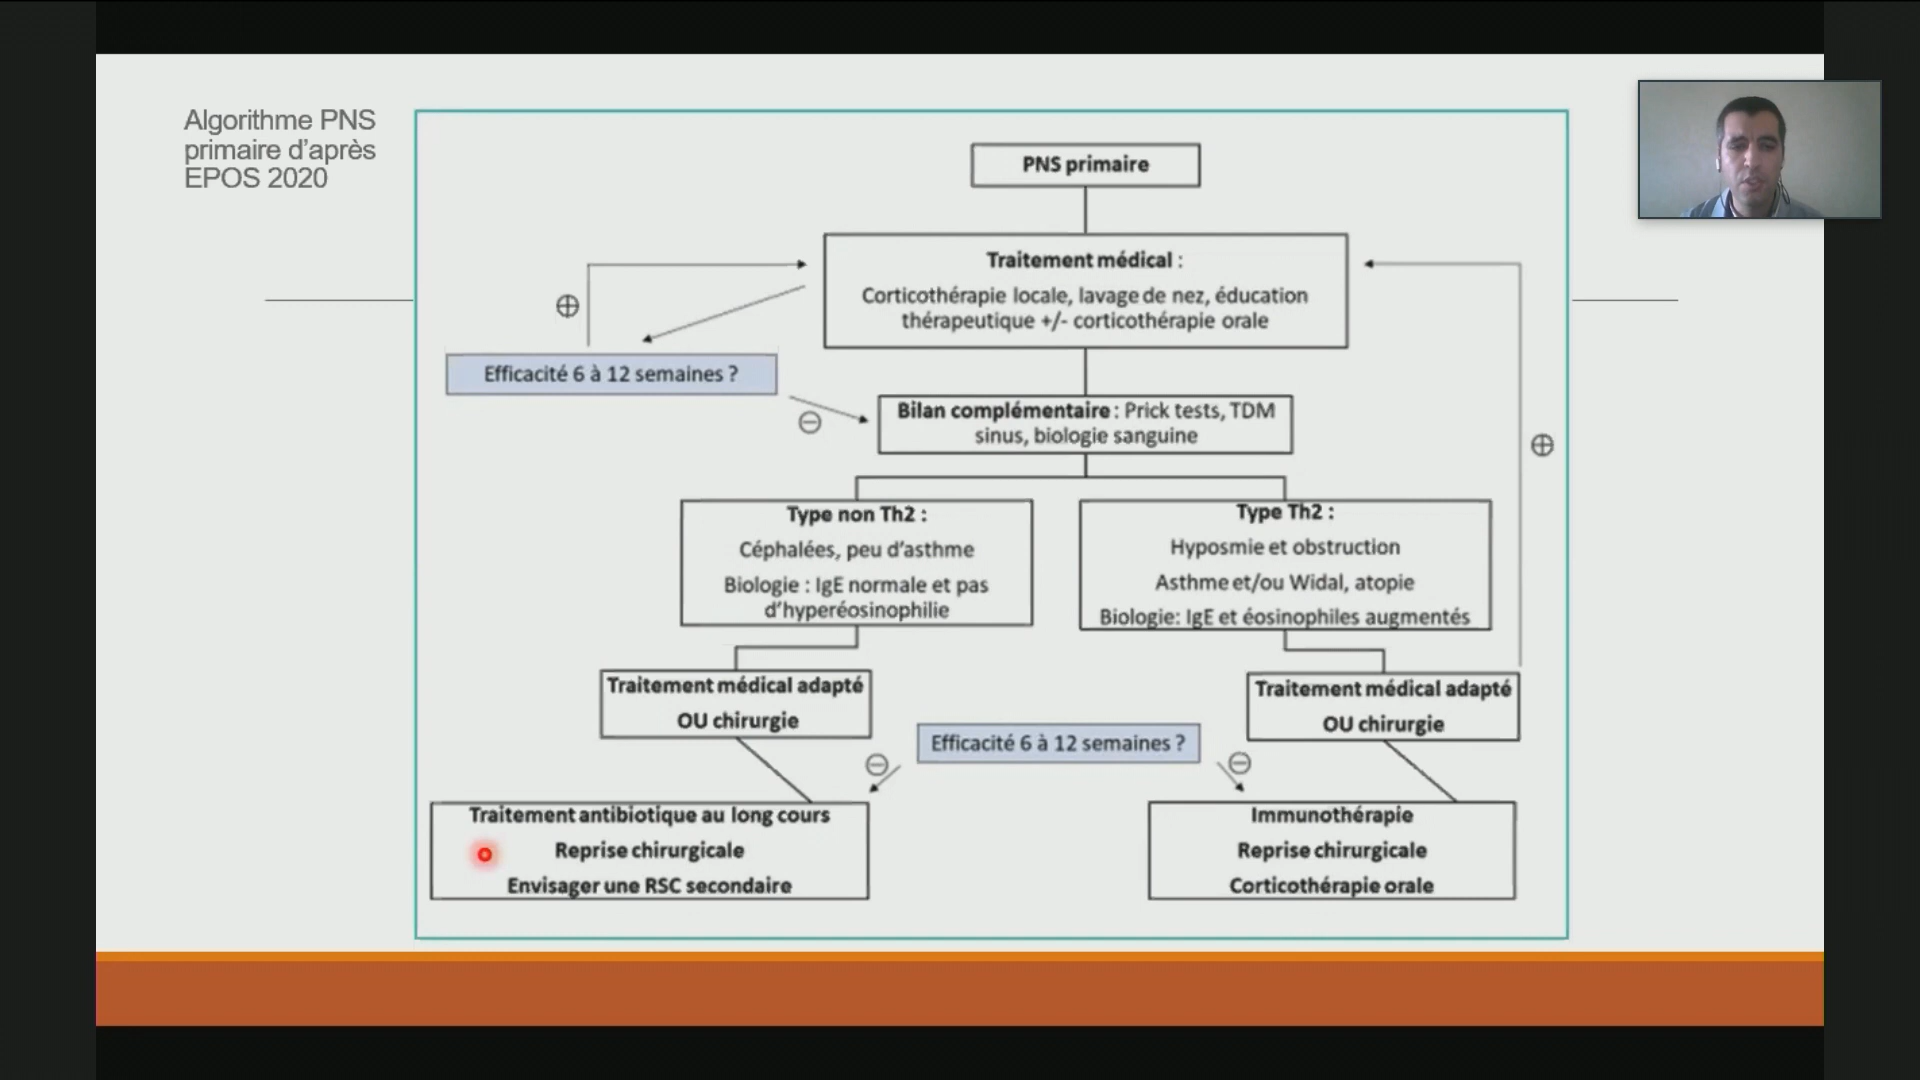 Algorithme PNS
primaire d'après
EPOS 2020
PNS primaire
Traitement médical :
Corticothérapie locale, lavage de nez, éducation
thérapeutique +/- corticothérapie orale
Efficacité 6 à 12 semaines ?
Bilan complémentaire : Prick tests, TDM
sinus, biologie sanguine
Type non Th2 :
Céphalées, peu d'asthme
Biologie : IgE normale et pas
d'hyperéosinophilie
Type Th2 :
Hyposmie et obstruction
Asthme et/ou Widal, atopie
Biologie: IgE et éosinophiles augmentés
Traitement médical adapté
OU chirurgie
Traitement médical adapté
OU chirurgie
Efficacité 6 à 12 semaines ?
Traitement antibiotique au long cours
Reprise chirurgicale
Envisager une RSC secondaire
Immunothérapie
Reprise chirurgicale
Corticothérapie orale